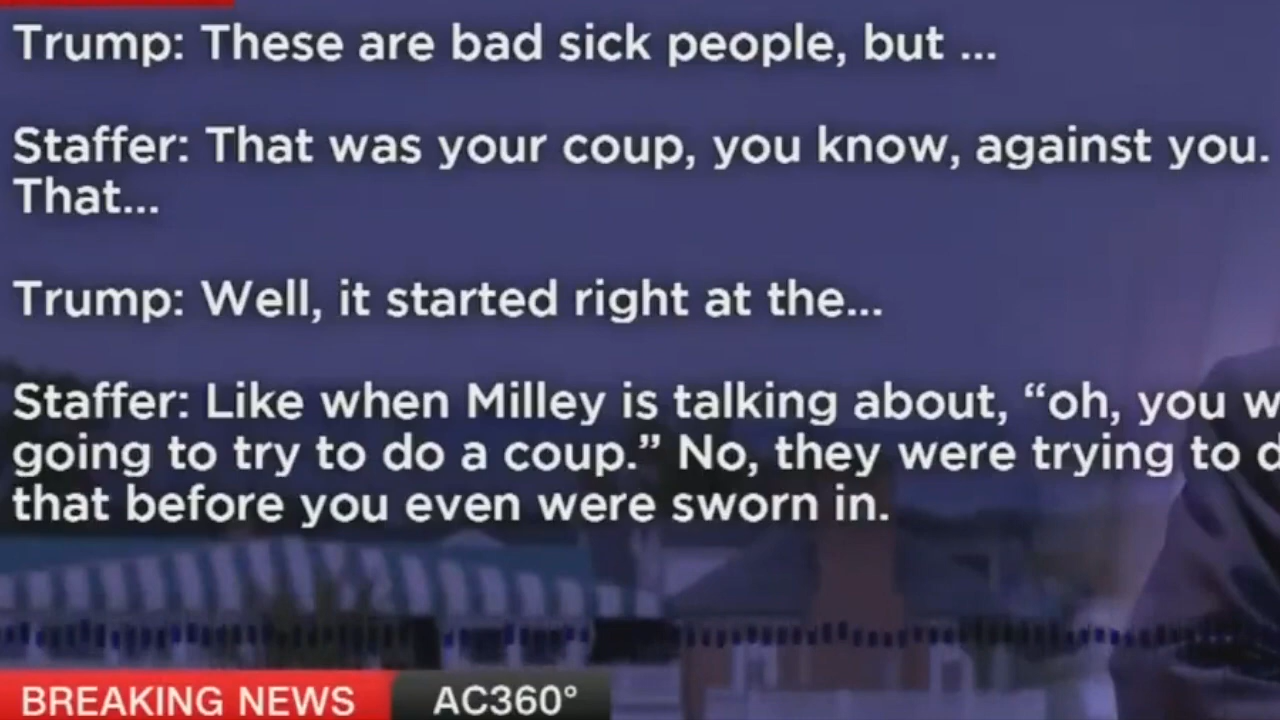 Trump: These are bad sick people, but ...
Staffer: That was your coup, you know, against you.
That...
Trump: Well, it started right at the...
Staffer: Like when Milley is talking about, “oh, you
going to try to do a coup.” No, they were trying to
that before you even were sworn in.
BREAKING NEWS AC360°